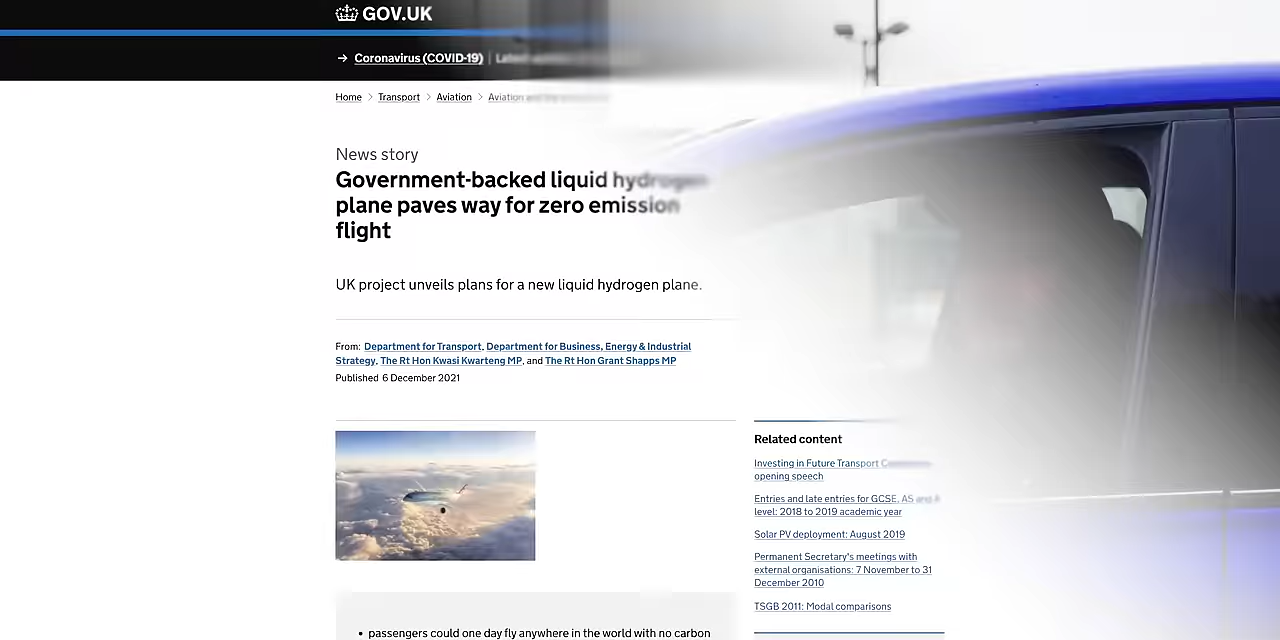 GOV.UK
→ Coronavirus (COVID-19) | Latest
Home > Transport > Aviation > Aviation and the
News story
Government-backed liquid hydrogen
plane paves way for zero emission
flight
UK project unveils plans for a new liquid hydrogen plane.
From: Department for Transport, Department for Business, Energy & Industrial
Strategy, The Rt Hon Kwasi Kwarteng MP, and The Rt Hon Grant Shapps MP
Published 6 December 2021
Related content
Investing in Future Transport
opening speech
Entries and late entries for GCSE, AS and A
level: 2018 to 2019 academic year
Solar PV deployment: August 2019
Permanent Secretary's meetings with
external organisations: 7 November to 31
December 2010
TSGB 2011: Modal comparisons
• passengers could one day fly anywhere in the world with no carbon